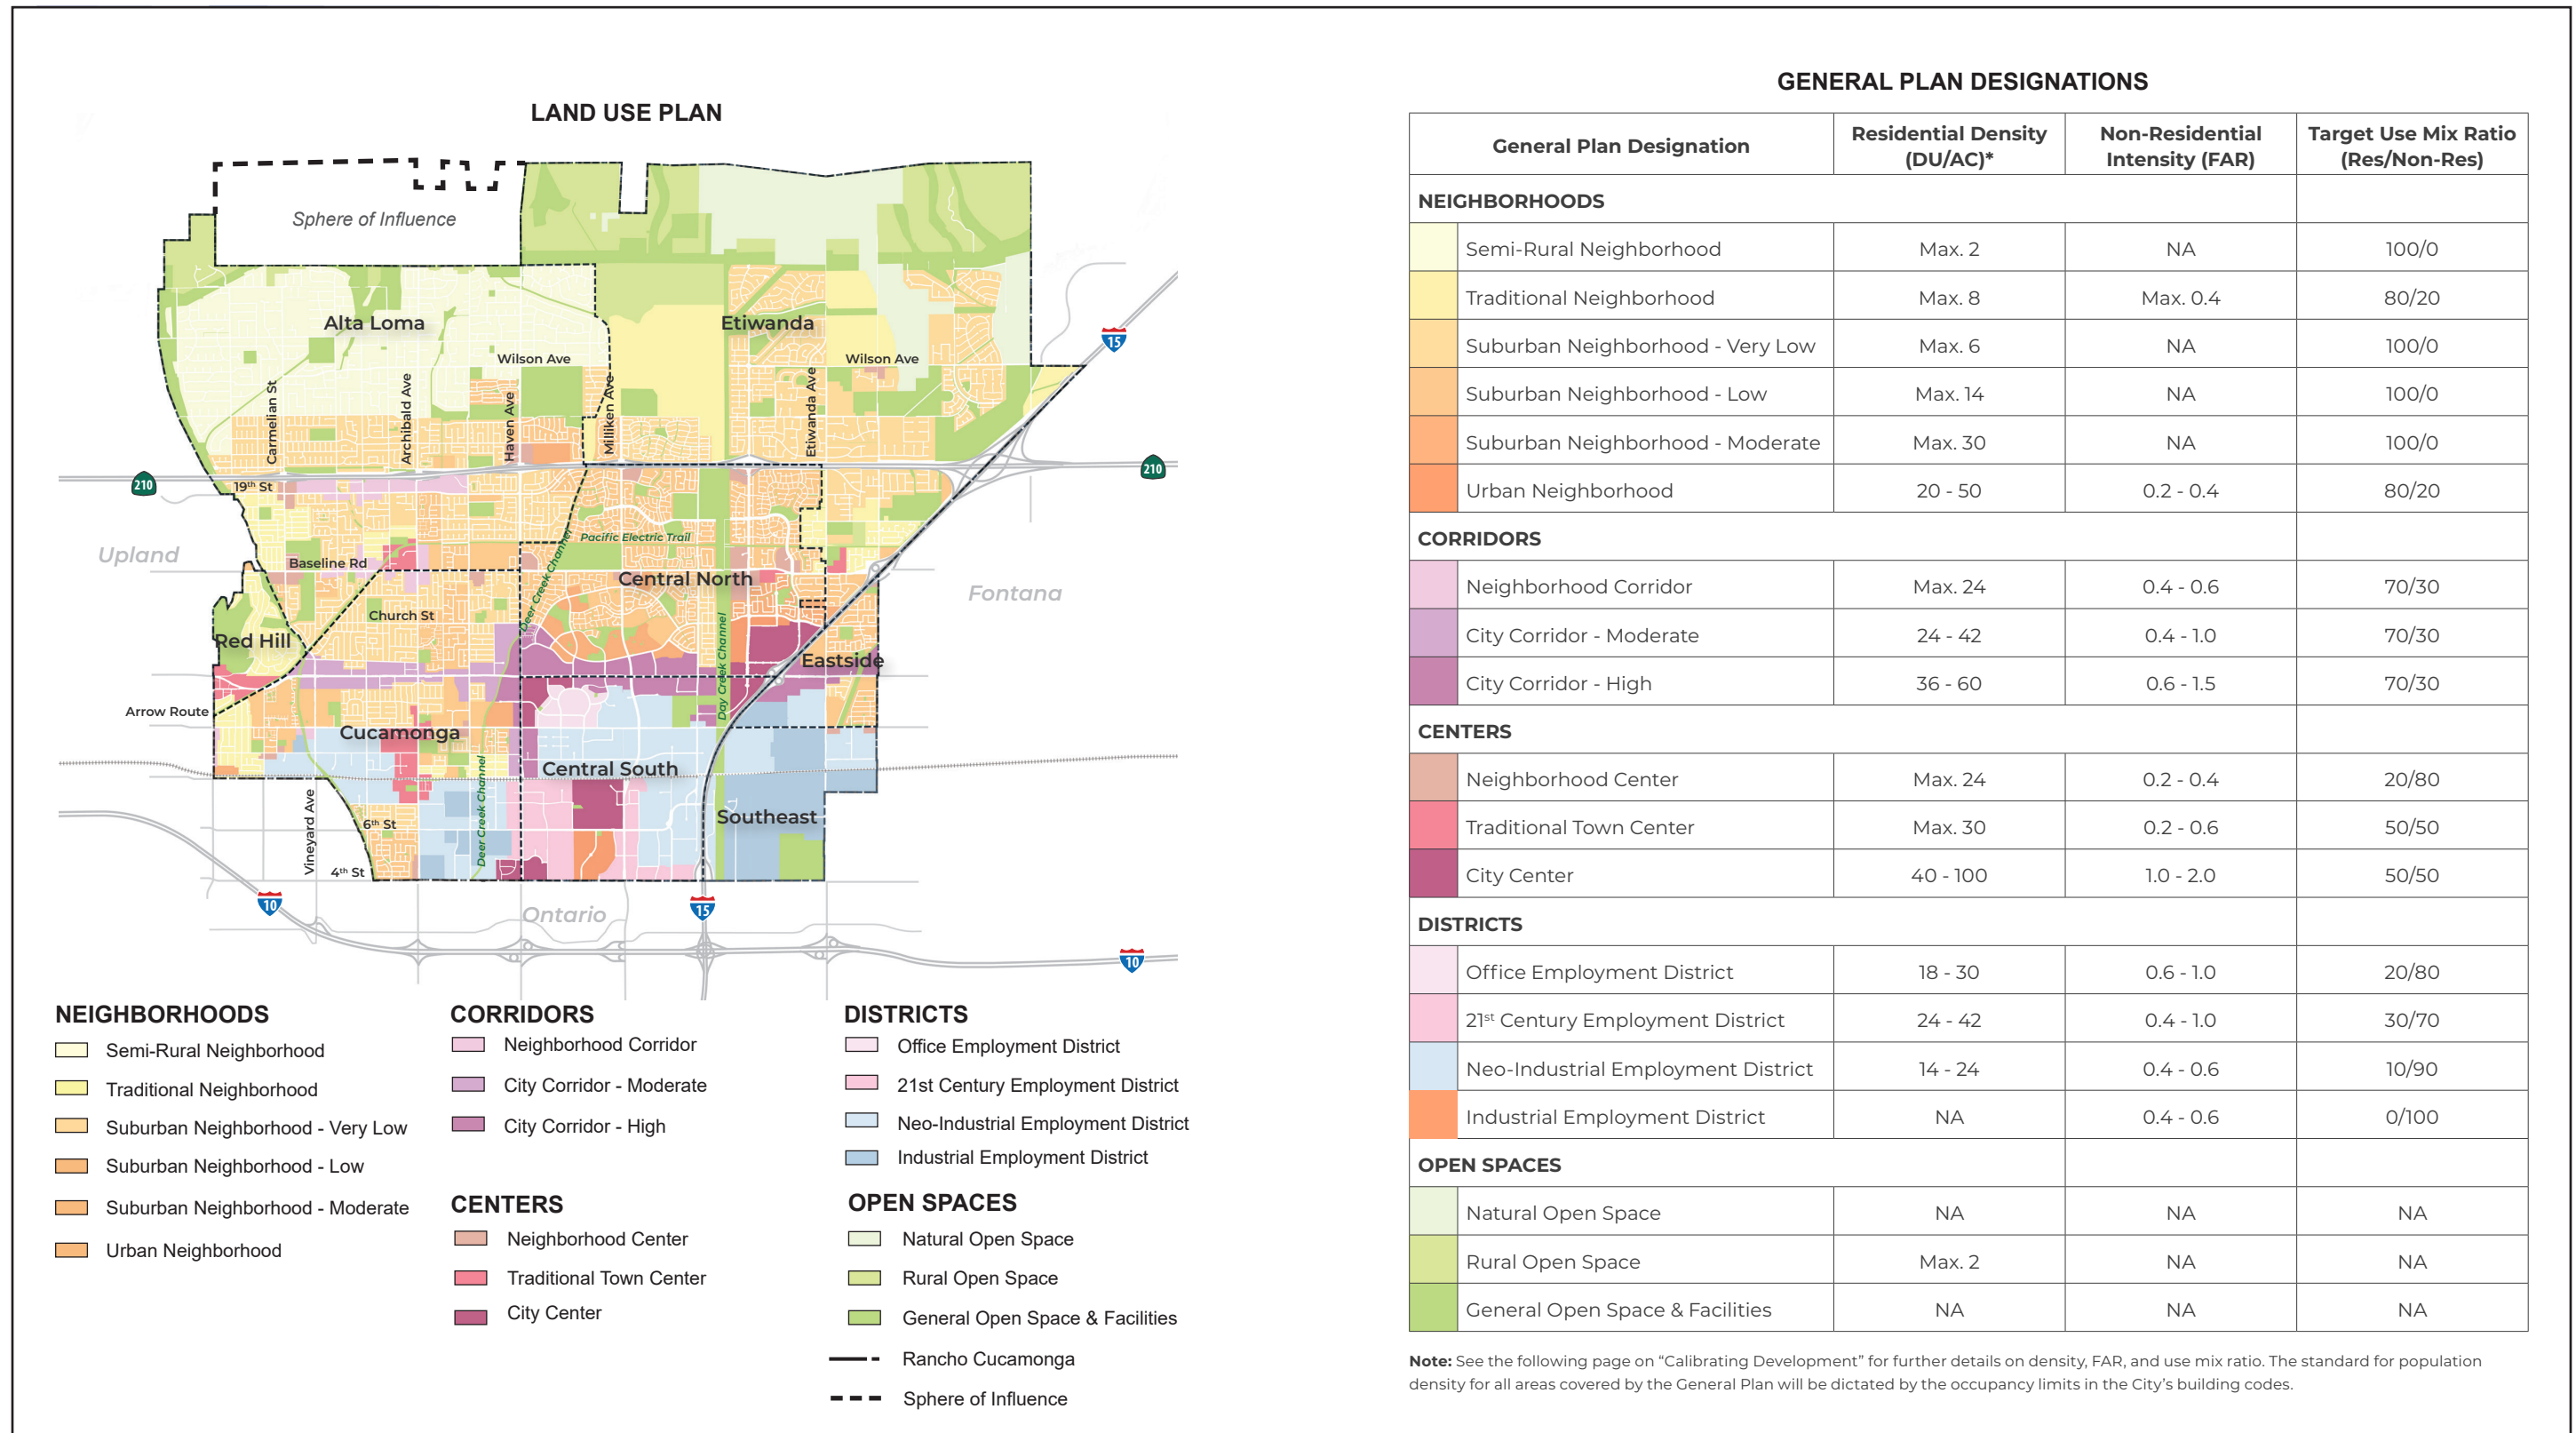 LAND USE PLAN
Sphere of Influence
Alta Loma
Etiwanda
Wilson Ave
Wilson Ave
15
Carnelian St
Archibald Ave
Haven Ave
Milliken Ave
Etiwanda Ave
210
210
19th St
Upland
Pacific Electric Trail
Baseline Rd
Deer Creek Channel
Central North
Fontana
Church St
Red Hill
Day Creek Channel
Eastside
Arrow Route
Cucamonga
Central South
Deer Creek Channel
Vineyard Ave
Southeast
6th St
4th St
10
15
Ontario
10
NEIGHBORHOODS
Semi-Rural Neighborhood
Traditional Neighborhood
Suburban Neighborhood - Very Low
Suburban Neighborhood - Low
Suburban Neighborhood - Moderate
Urban Neighborhood
CORRIDORS
Neighborhood Corridor
City Corridor - Moderate
City Corridor - High
CENTERS
Neighborhood Center
Traditional Town Center
City Center
DISTRICTS
Office Employment District
21st Century Employment District
Neo-Industrial Employment District
Industrial Employment District
OPEN SPACES
Natural Open Space
Rural Open Space
General Open Space & Facilities
Rancho Cucamonga
Sphere of Influence
GENERAL PLAN DESIGNATIONS
General Plan Designation Residential Density (DU/AC)* Non-Residential Intensity (FAR) Target Use Mix Ratio (Res/Non-Res)
NEIGHBORHOODS
Semi-Rural Neighborhood Max. 2 NA 100/0
Traditional Neighborhood Max. 8 Max. 0.4 80/20
Suburban Neighborhood - Very Low Max. 6 NA 100/0
Suburban Neighborhood - Low Max. 14 NA 100/0
Suburban Neighborhood - Moderate Max. 30 NA 100/0
Urban Neighborhood 20 - 50 0.2 - 0.4 80/20
CORRIDORS
Neighborhood Corridor Max. 24 0.4 - 0.6 70/30
City Corridor - Moderate 24 - 42 0.4 - 1.0 70/30
City Corridor - High 36 - 60 0.6 - 1.5 70/30
CENTERS
Neighborhood Center Max. 24 0.2 - 0.4 20/80
Traditional Town Center Max. 30 0.2 - 0.6 50/50
City Center 40 - 100 1.0 - 2.0 50/50
DISTRICTS
Office Employment District 18 - 30 0.6 - 1.0 20/80
21st Century Employment District 24 - 42 0.4 - 1.0 30/70
Neo-Industrial Employment District 14 - 24 0.4 - 0.6 10/90
Industrial Employment District NA 0.4 - 0.6 0/100
OPEN SPACES
Natural Open Space NA NA NA
Rural Open Space Max. 2 NA NA
General Open Space & Facilities NA NA NA
Note: See the following page on “Calibrating Development” for further details on density, FAR, and use mix ratio. The standard for population
density for all areas covered by the General Plan will be dictated by the occupancy limits in the City’s building codes.